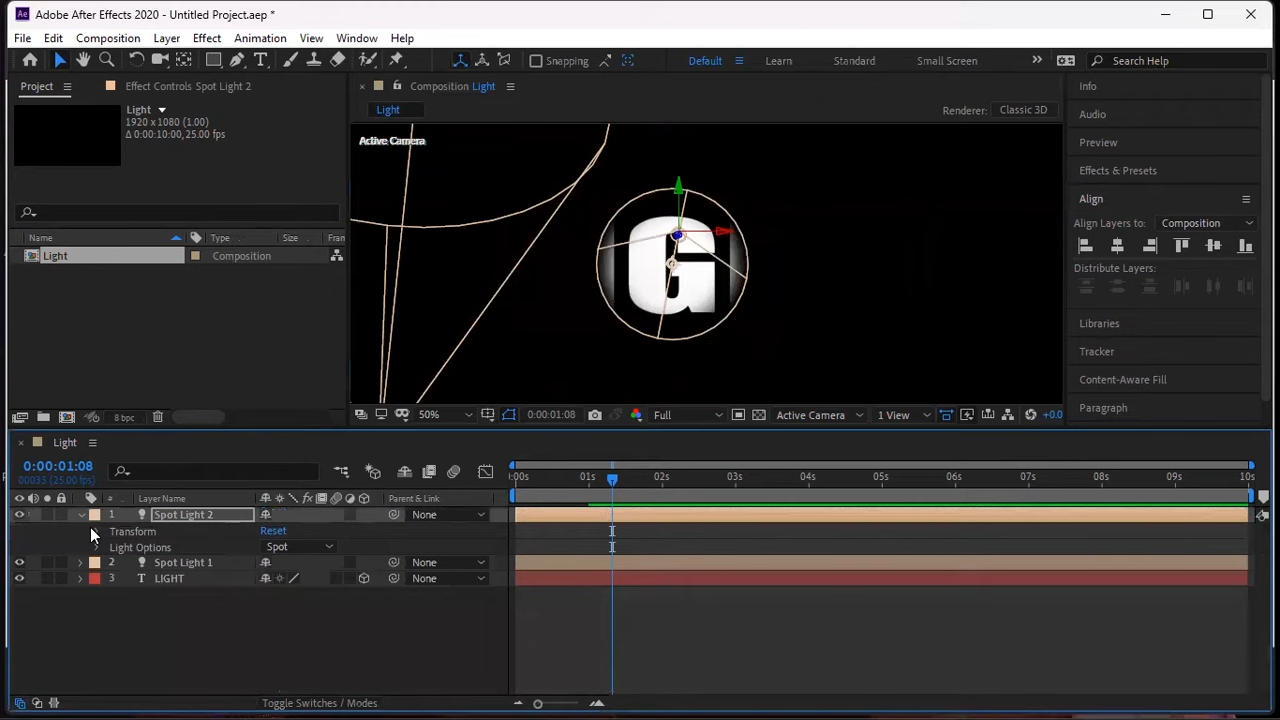 Adobe After Effects 2020 - Untitled Project.aep *
File Edit Composition Layer Effect Animation View Window Help
Snapping Default Learn Standard Small Screen Search Help
Project Effect Controls Spot Light 2
Composition Light
Info
Light
1920 x 1080 (1.00)
Δ 0:00:10:00, 25.00 fps
Light
Renderer: Classic 3D
Audio
Active Camera
Preview
Effects & Presets
Align
Align Layers to: Composition
Name Type Size Fram
Light Composition
Distribute Layers:
G
Libraries
Tracker
Content-Aware Fill
Paragraph
8 bpc
50% 0:00:01:08 Full Active Camera 1 View +0.0
Light
0:00:01:08
00033 (25.00 fps)
:00s 01s 02s 03s 04s 05s 06s 07s 08s 09s 10s
# Layer Name Parent & Link
1 Spot Light 2 None
Transform Reset
Light Options Spot
2 Spot Light 1 None
3 T LIGHT None
Toggle Switches / Modes